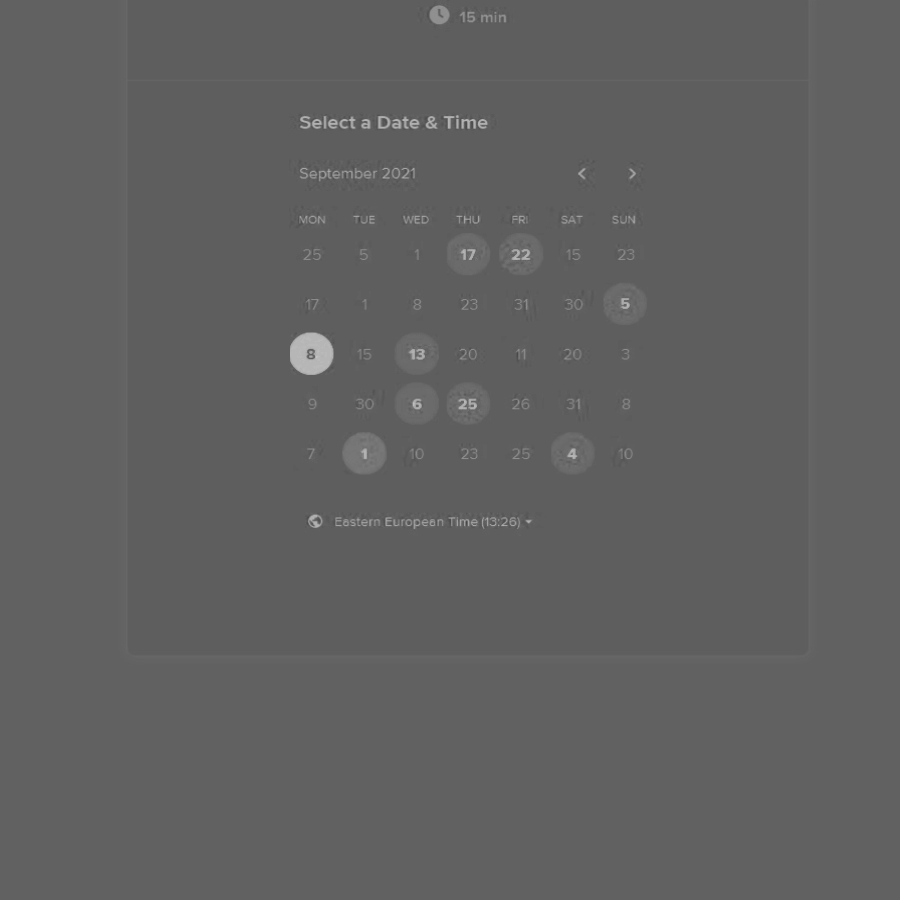 15 min
Select a Date & Time
September 2021
MON TUE WED THU FRI SAT SUN
25 5 1 17 22 15 23
17 1 8 23 31 30 5
8 15 13 20 11 20 3
9 30 6 25 26 31 8
7 1 10 23 25 4 10
Eastern European Time (13:26)